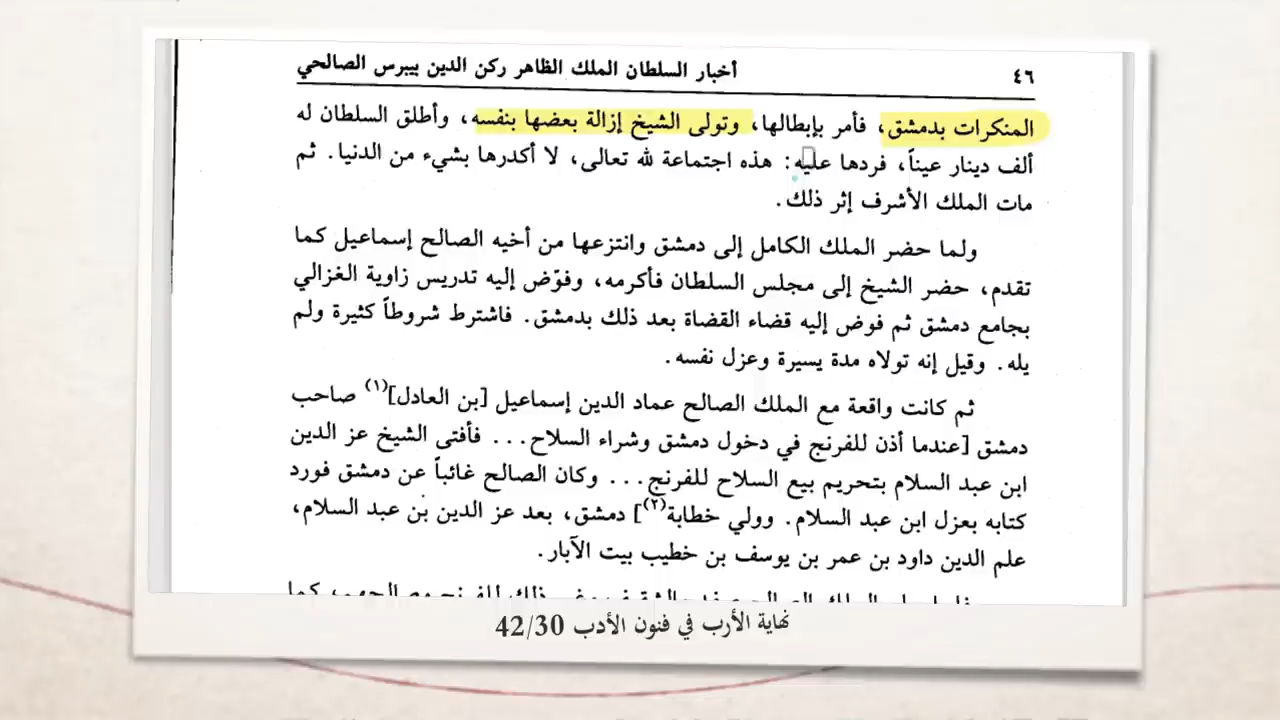 ٤٦ أخبار السلطان الملك الظاهر ركن الدين بيبرس الصالحي
المنكرات بدمشق، فأمر بإبطالها، وتولى الشيخ إزالة بعضها بنفسه، وأطلق السلطان له
ألف دينار عيناً، فردها عليه: هذه اجتماعة لله تعالى، لا أكدرها بشيء من الدنيا. ثم
مات الملك الأشرف إثر ذلك.
ولما حضر الملك الكامل إلى دمشق وانتزعها من أخيه الصالح إسماعيل كما
تقدم، حضر الشيخ إلى مجلس السلطان فأكرمه، وفوّض إليه تدريس زاوية الغزالي
بجامع دمشق ثم فوض إليه قضاء القضاة بعد ذلك بدمشق. فاشترط شروطاً كثيرة ولم
يله. وقيل إنه تولاه مدة يسيرة وعزل نفسه.
ثم كانت واقعة مع الملك الصالح عماد الدين إسماعيل [بن العادل](١) صاحب
دمشق [عندما أذن للفرنج في دخول دمشق وشراء السلاح... فأفتى الشيخ عز الدين
ابن عبد السلام بتحريم بيع السلاح للفرنج... وكان الصالح غائباً عن دمشق فورد
كتابه بعزل ابن عبد السلام. وولي خطابة(٢)] دمشق، بعد عز الدين بن عبد السلام،
علم الدين داود بن عمر بن يوسف بن خطيب بيت الآبار.
نهاية الأرب في فنون الأدب 42/30